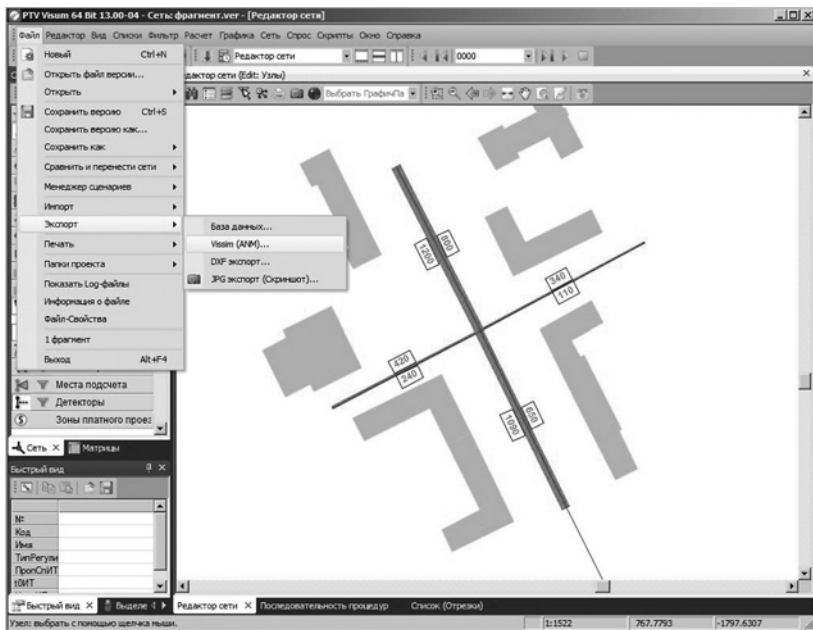 PTV Visum 64 Bit 13.00-04 - Сеть: фрагмент.ver - [Редактор сети]
Файл Редактор Вид Списки Фильтр Расчет Графика Сеть Спрос Скрипты Окно Справка
Новый Ctrl+N
Редактор сети
0000
Открыть файл версии...
Редактор сети (Edit: Узлы)
Открыть
Выбрать ГрафичПа
Сохранить версию Ctrl+S
Сохранить версию как...
Сохранить как
Сравнить и перенести сети
Менеджер сценариев
Импорт
Экспорт
База данных...
Печать
Vissim (ANM)...
Папки проекта
DXF экспорт...
Показать Log-файлы
JPG экспорт (Скриншот)...
Информация о файле
Файл-Свойства
1 фрагмент
Выход Alt+F4
800
1200
340
110
420
240
650
1090
Места подсчета
Детекторы
Зоны платного проез
Сеть
Матрицы
Быстрый вид
№
Код
Имя
ТипРегули
ПропСпИТ
t0ИТ
Быстрый вид
Выделе
Редактор сети
Последовательность процедур
Список (Отрезки)
Узел: выбрать с помощью щелчка мыши.
1:1522
767.7793
-1797.6307